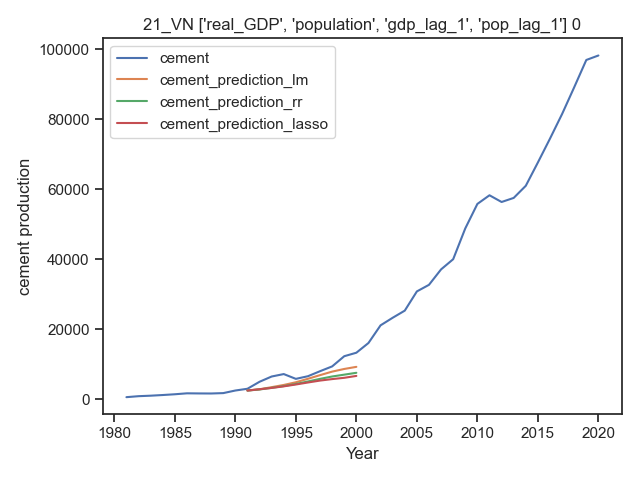 21_VN ['real_GDP', 'population', 'gdp_lag_1', 'pop_lag_1'] 0
cement
cement_prediction_lm
cement_prediction_rr
cement_prediction_lasso
100000
80000
60000
40000
20000
0
cement production
1980 1985 1990 1995 2000 2005 2010 2015 2020
Year